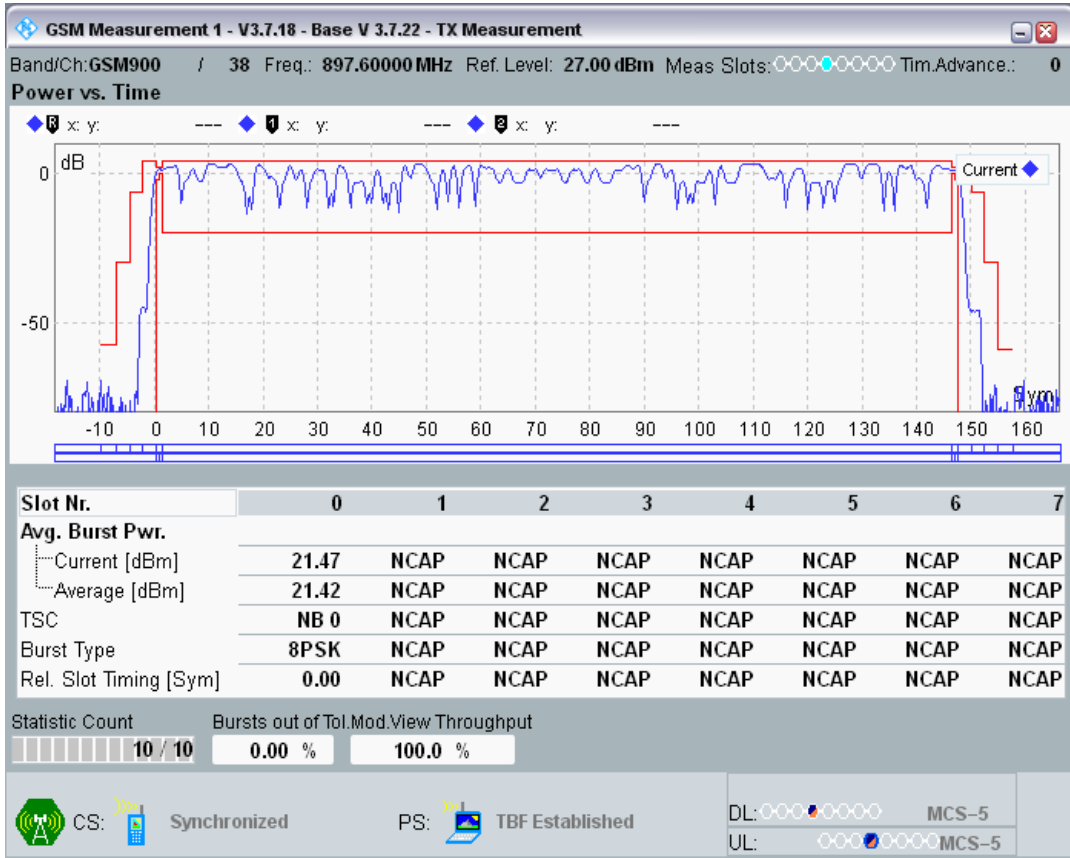 GSM Measurement 1 - V3.7.18 - Base V 3.7.22 - TX Measurement
Band/Ch:GSM900 / 38 Freq.: 897.60000 MHz Ref. Level: 27.00 dBm Meas Slots: Tim.Advance.: 0
Power vs. Time
R x: y: --- 1 x: y: --- 2 x: y: ---
dB
Current
0
-50
Sym
-10 0 10 20 30 40 50 60 70 80 90 100 110 120 130 140 150 160
Slot Nr. 0 1 2 3 4 5 6 7
Avg. Burst Pwr.
Current [dBm] 21.47 NCAP NCAP NCAP NCAP NCAP NCAP NCAP
Average [dBm] 21.42 NCAP NCAP NCAP NCAP NCAP NCAP NCAP
TSC NB 0 NCAP NCAP NCAP NCAP NCAP NCAP NCAP
Burst Type 8PSK NCAP NCAP NCAP NCAP NCAP NCAP NCAP
Rel. Slot Timing [Sym] 0.00 NCAP NCAP NCAP NCAP NCAP NCAP NCAP
Statistic Count Bursts out of Tol.Mod.View Throughput
10 / 10 0.00 % 100.0 %
CS: Synchronized PS: TBF Established DL: MCS-5
UL: MCS-5